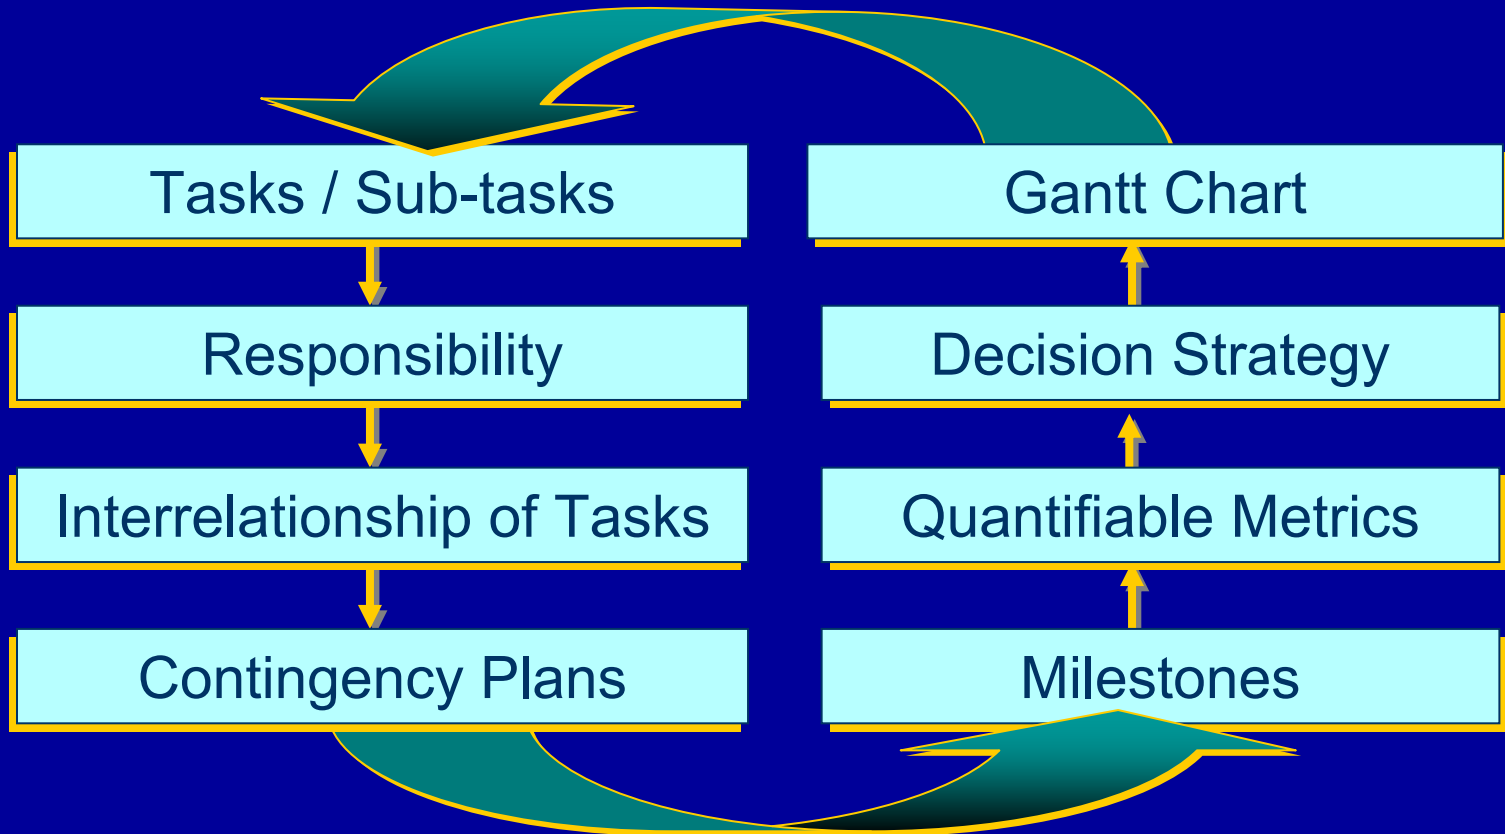 Tasks / Sub-tasks
Responsibility
Interrelationship of Tasks
Contingency Plans
Milestones
Quantifiable Metrics
Decision Strategy
Gantt Chart